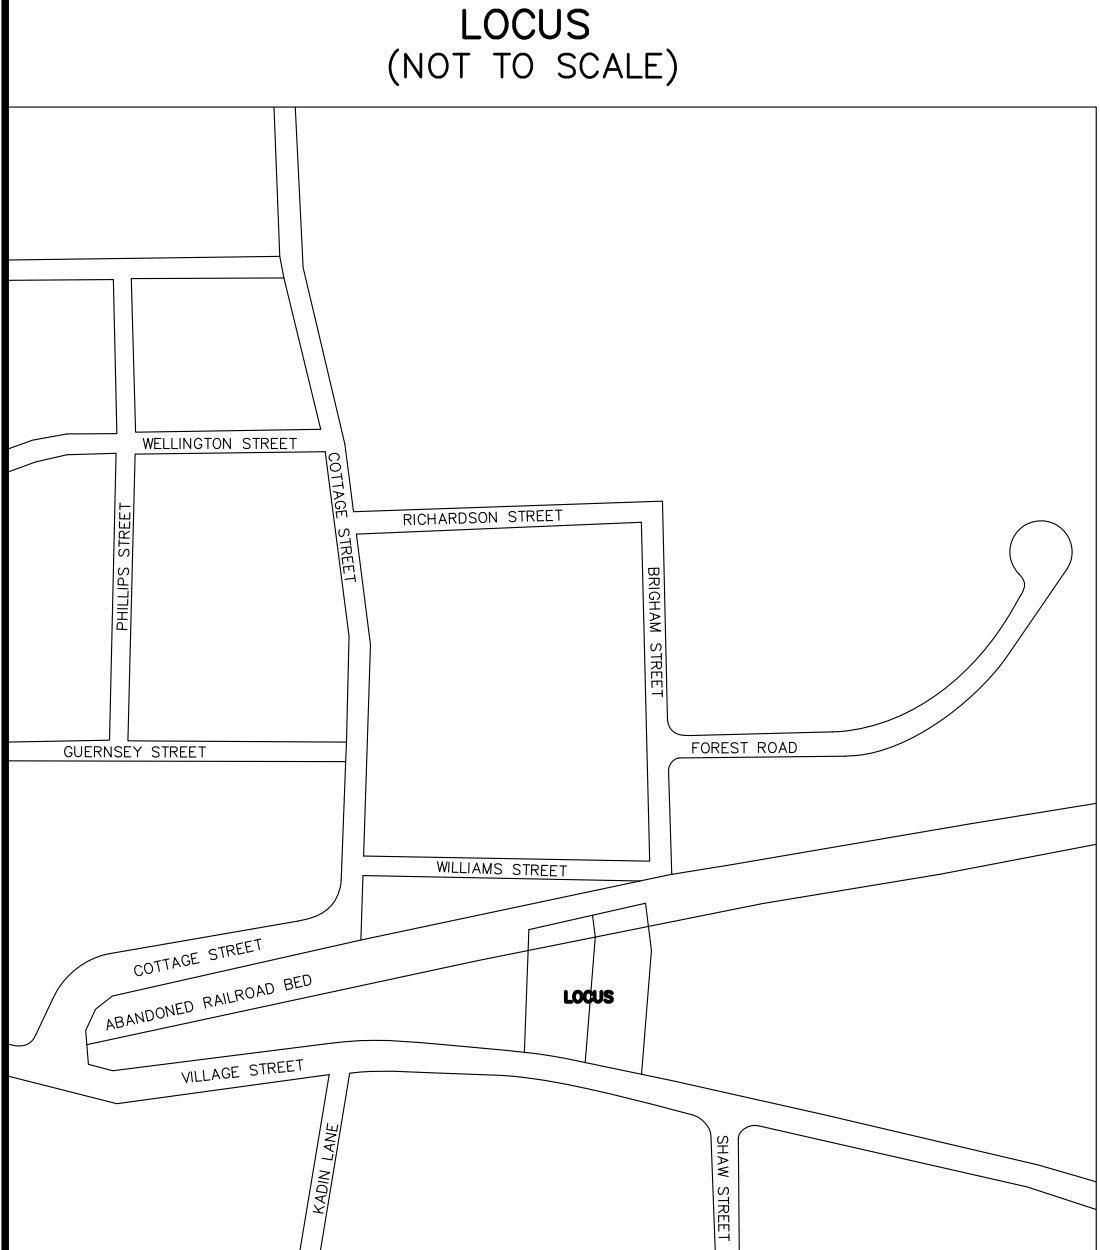 LOCUS
(NOT TO SCALE)
WELLINGTON STREET
COTTAGE STREET
RICHARDSON STREET
PHILLIPS STREET
BRIGHAM STREET
GUERNSEY STREET
FOREST ROAD
WILLIAMS STREET
COTTAGE STREET
ABANDONED RAILROAD BED
LOCUS
VILLAGE STREET
KADIN LANE
SHAW STREET